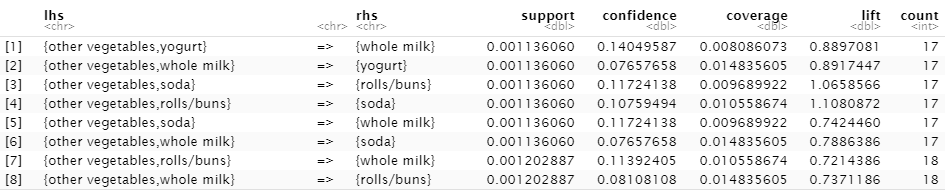 lhs rhs support confidence coverage lift count
<chr> <chr> <chr> <dbl> <dbl> <dbl> <dbl> <int>
[1] {other vegetables,yogurt} => {whole milk} 0.001136060 0.14049587 0.008086073 0.8897081 17
[2] {other vegetables,whole milk} => {yogurt} 0.001136060 0.07657658 0.014835605 0.8917447 17
[3] {other vegetables,soda} => {rolls/buns} 0.001136060 0.11724138 0.009689922 1.0658566 17
[4] {other vegetables,rolls/buns} => {soda} 0.001136060 0.10759494 0.010558674 1.1080872 17
[5] {other vegetables,soda} => {whole milk} 0.001136060 0.11724138 0.009689922 0.7424460 17
[6] {other vegetables,whole milk} => {soda} 0.001136060 0.07657658 0.014835605 0.7886386 17
[7] {other vegetables,rolls/buns} => {whole milk} 0.001202887 0.11392405 0.010558674 0.7214386 18
[8] {other vegetables,whole milk} => {rolls/buns} 0.001202887 0.08108108 0.014835605 0.7371186 18